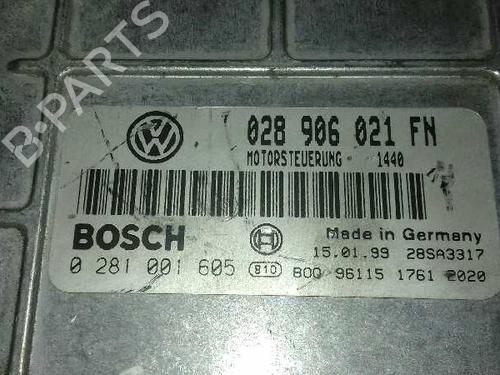 B-PARTS
028 906 021 FN
MOTORSTEUERUNG 1440
BOSCH
Made in Germany
15.01.99 28SA3317
0 281 001 605 810 BOO 96115 1761 2020